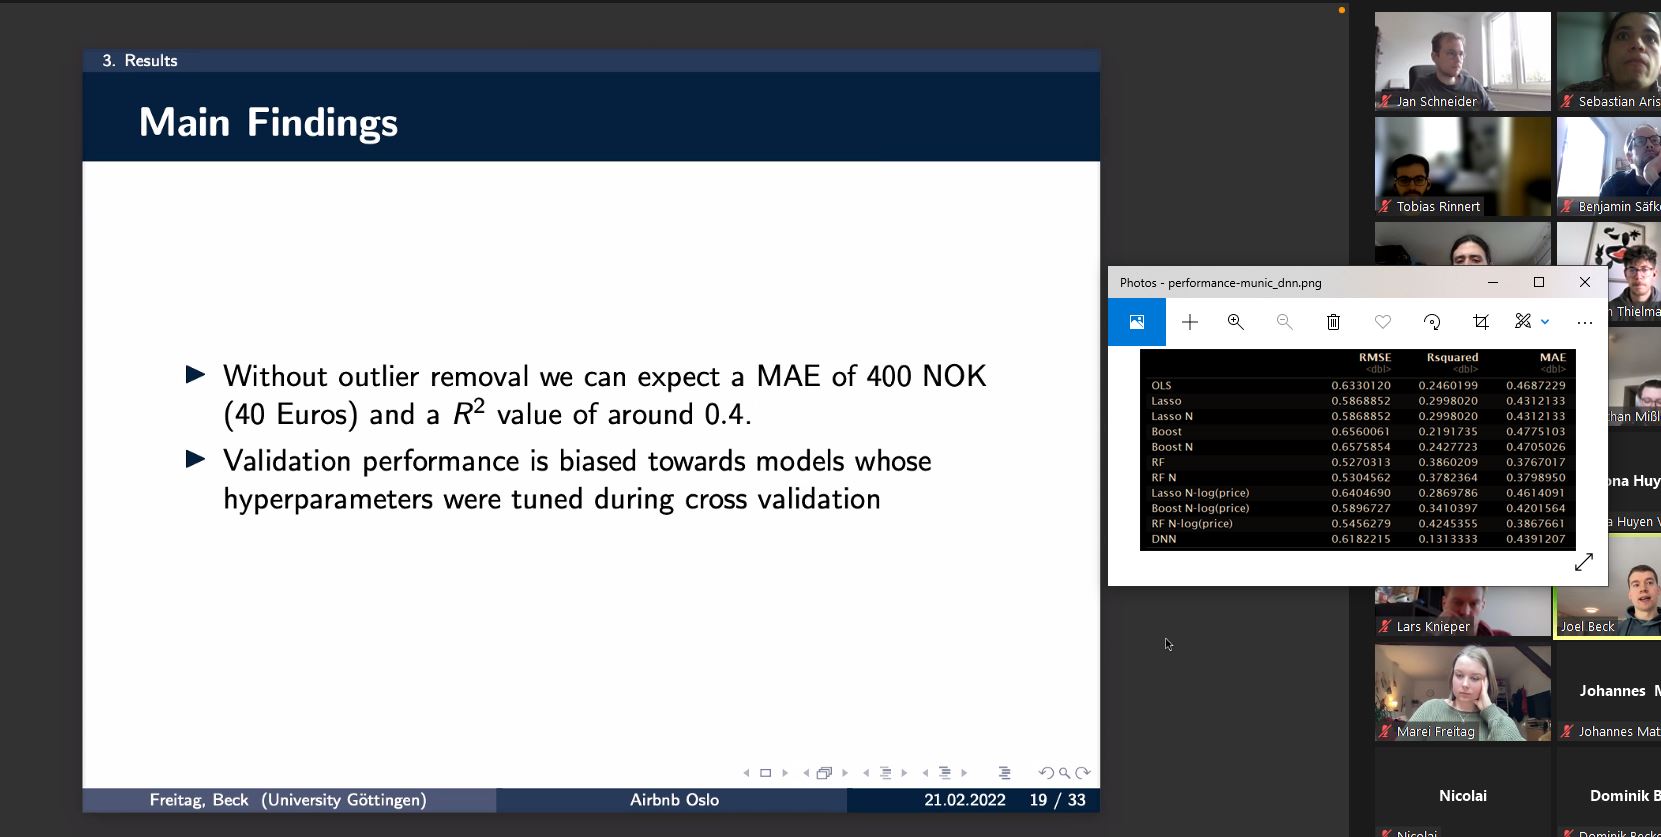 3. Results
Main Findings
Without outlier removal we can expect a MAE of 400 NOK
(40 Euros) and a R² value of around 0.4.
Validation performance is biased towards models whose
hyperparameters were tuned during cross validation
Freitag, Beck (University Göttingen) Airbnb Oslo 21.02.2022 19 / 33
Photos - performance-munic_dnn.png
RMSE Rsquared MAE
<dbl> <dbl> <dbl>
OLS 0.6330120 0.2460199 0.4687229
Lasso 0.5868852 0.2998020 0.4312133
Lasso N 0.5868852 0.2998020 0.4312133
Boost 0.6560061 0.2191735 0.4775103
Boost N 0.6575854 0.2427723 0.4705026
RF 0.5270313 0.3860209 0.3767017
RF N 0.5304562 0.3782364 0.3798950
Lasso N-log(price) 0.6404690 0.2869786 0.4614091
Boost N-log(price) 0.5896727 0.3410397 0.4201564
RF N-log(price) 0.5456279 0.4245355 0.3867661
DNN 0.6182215 0.1313333 0.4391207
Jan Schneider
Sebastian Aris
Tobias Rinnert
Benjamin Säfk
Thielma
han Mißl
ona Huy
a Huyen V
Lars Knieper
Joel Beck
Marei Freitag
Johannes M
Johannes Mat
Nicolai
Dominik B
Nicolai
Dominik Becke